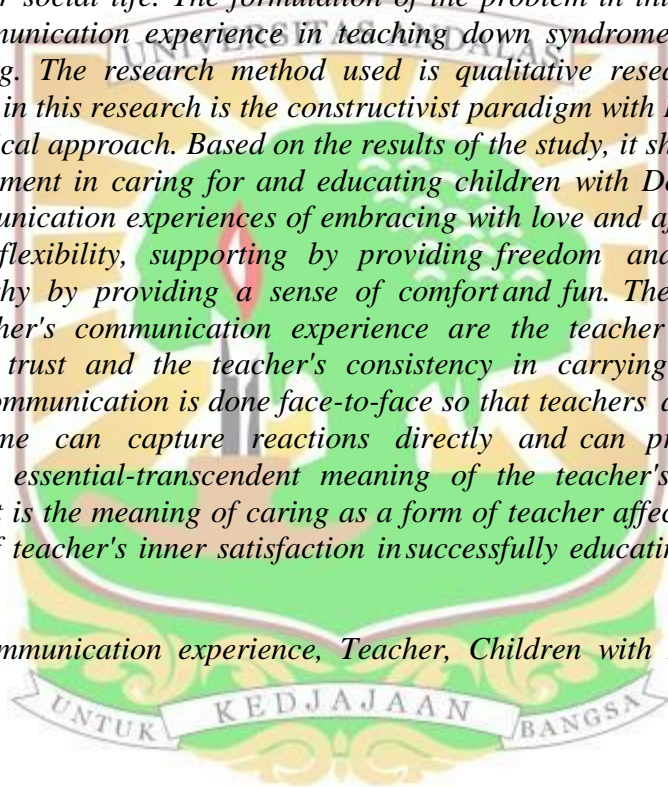 r social life. The formulation of the problem in thi
UNIVERSITAS ANDALAS
munication experience in teaching down syndrome
g. The research method used is qualitative resea
in this research is the constructivist paradigm with
ical approach. Based on the results of the study, it sh
ment in caring for and educating children with D
unication experiences of embracing with love and af
flexibility, supporting by providing freedom and
thy by providing a sense of comfort and fun. The
her's communication experience are the teacher
trust and the teacher's consistency in carrying
ommunication is done face-to-face so that teachers a
me can capture reactions directly and can pr
essential-transcendent meaning of the teacher's
t is the meaning of caring as a form of teacher affec
f teacher's inner satisfaction in successfully educatin
mmunication experience, Teacher, Children with
UNTUK KEDJAJAAN BANGSA